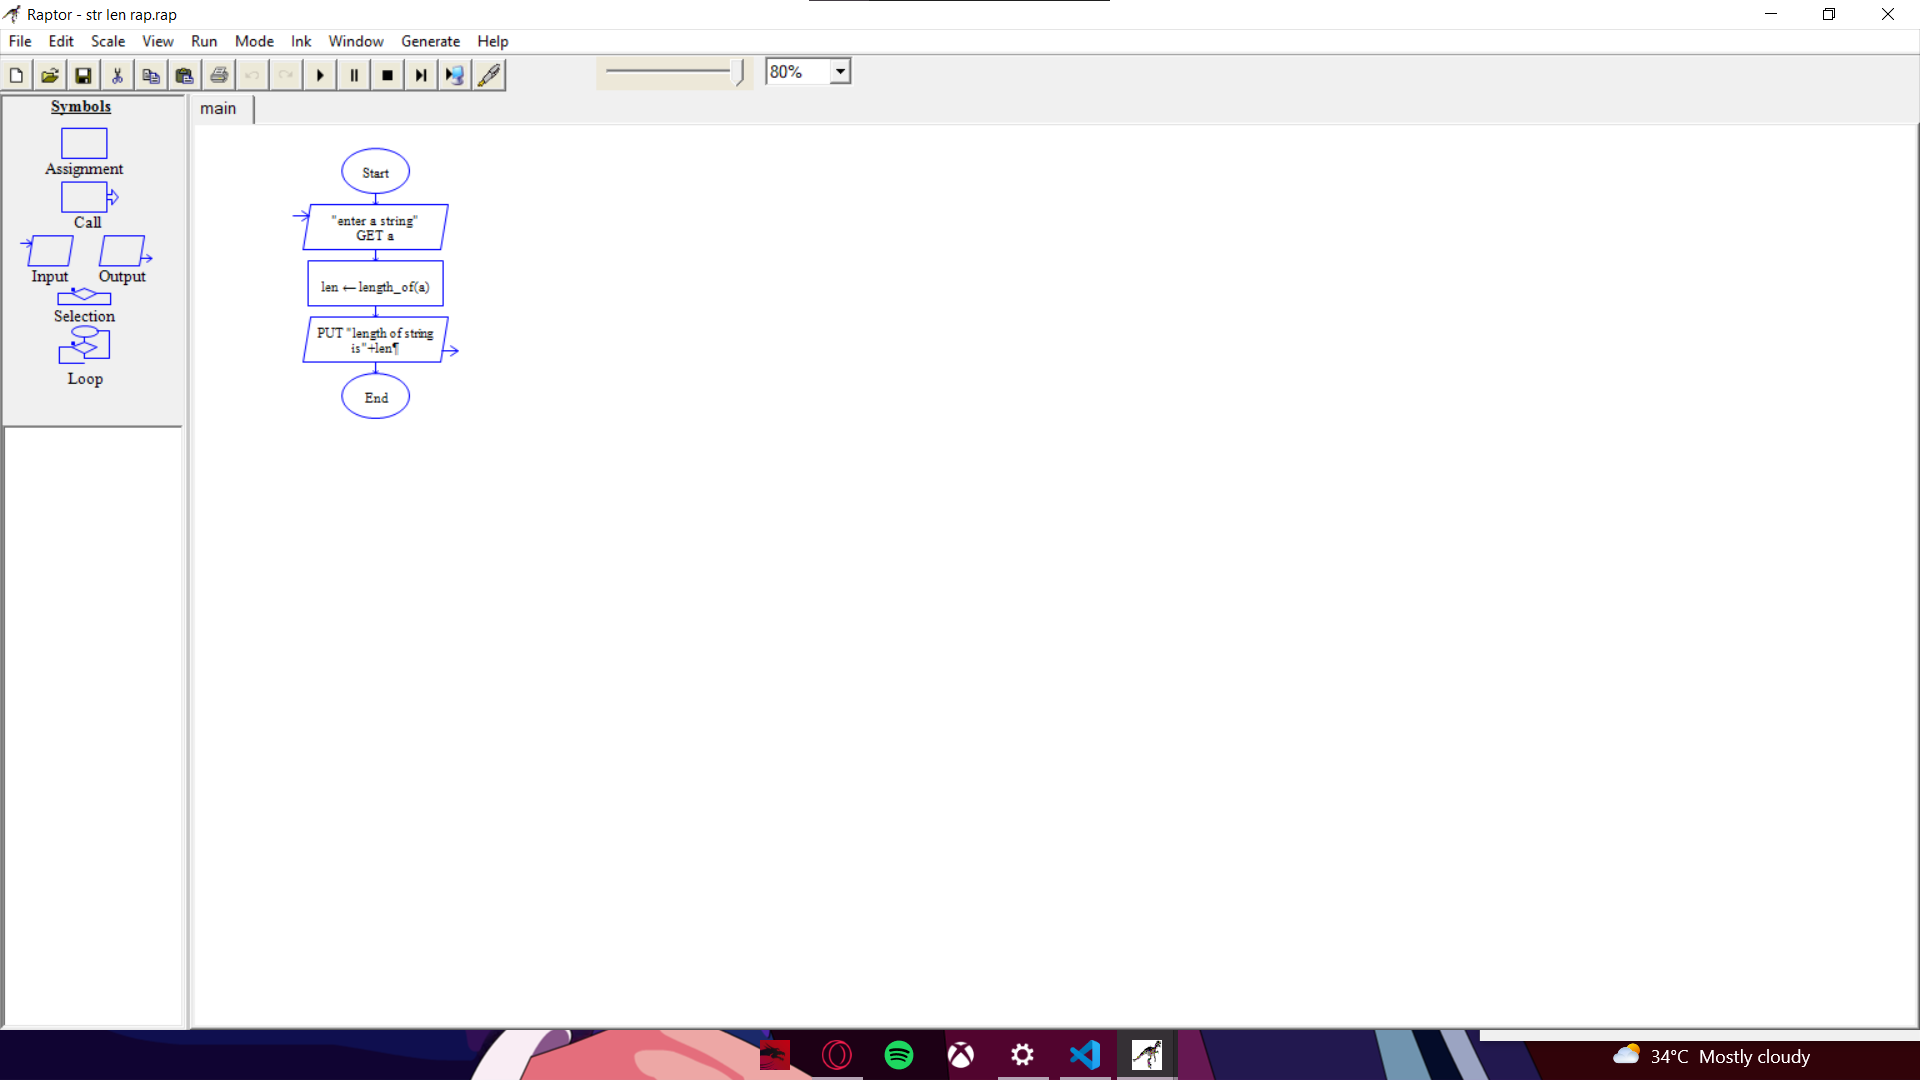 Raptor - str len rap.rap
File Edit Scale View Run Mode Ink Window Generate Help
80%
Symbols
Assignment
Call
Input Output
Selection
Loop
main
Start
"enter a string"
GET a
len ← length_of(a)
PUT "length of string
is"+len¶
End
34°C Mostly cloudy